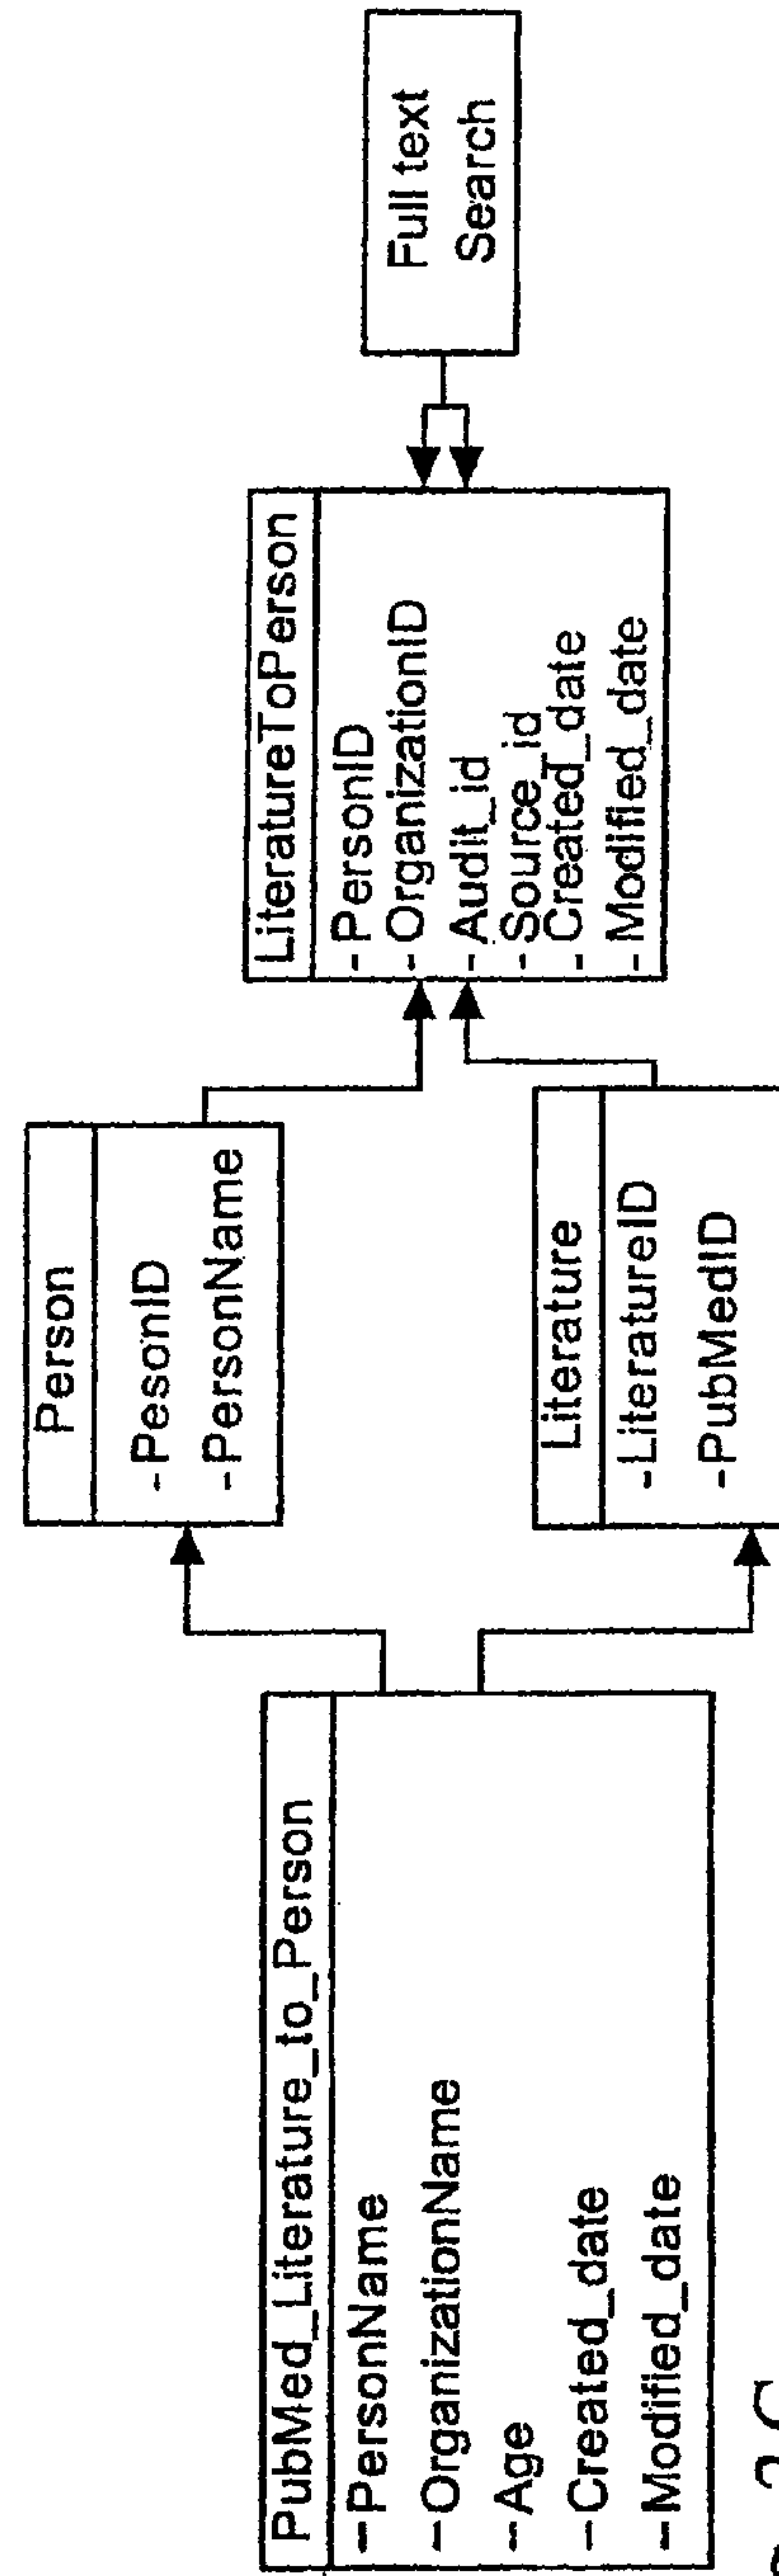 PubMed_Literature_to_Person
-PersonName
-OrganizationName
-Age
-Created_date
-Modified_date
Person
-PesonID
-PersonName
Literature
-LiteratureID
-PubMedID
LiteratureToPerson
-PersonID
-OrganizationID
-Audit_id
-Source_id
-Created_date
-Modified_date
Full text
Search
2C